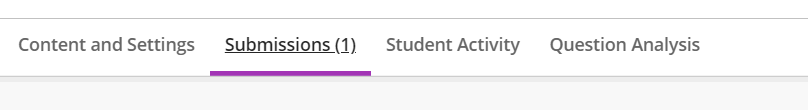 Content and Settings Submissions (1) Student Activity Question Analysis